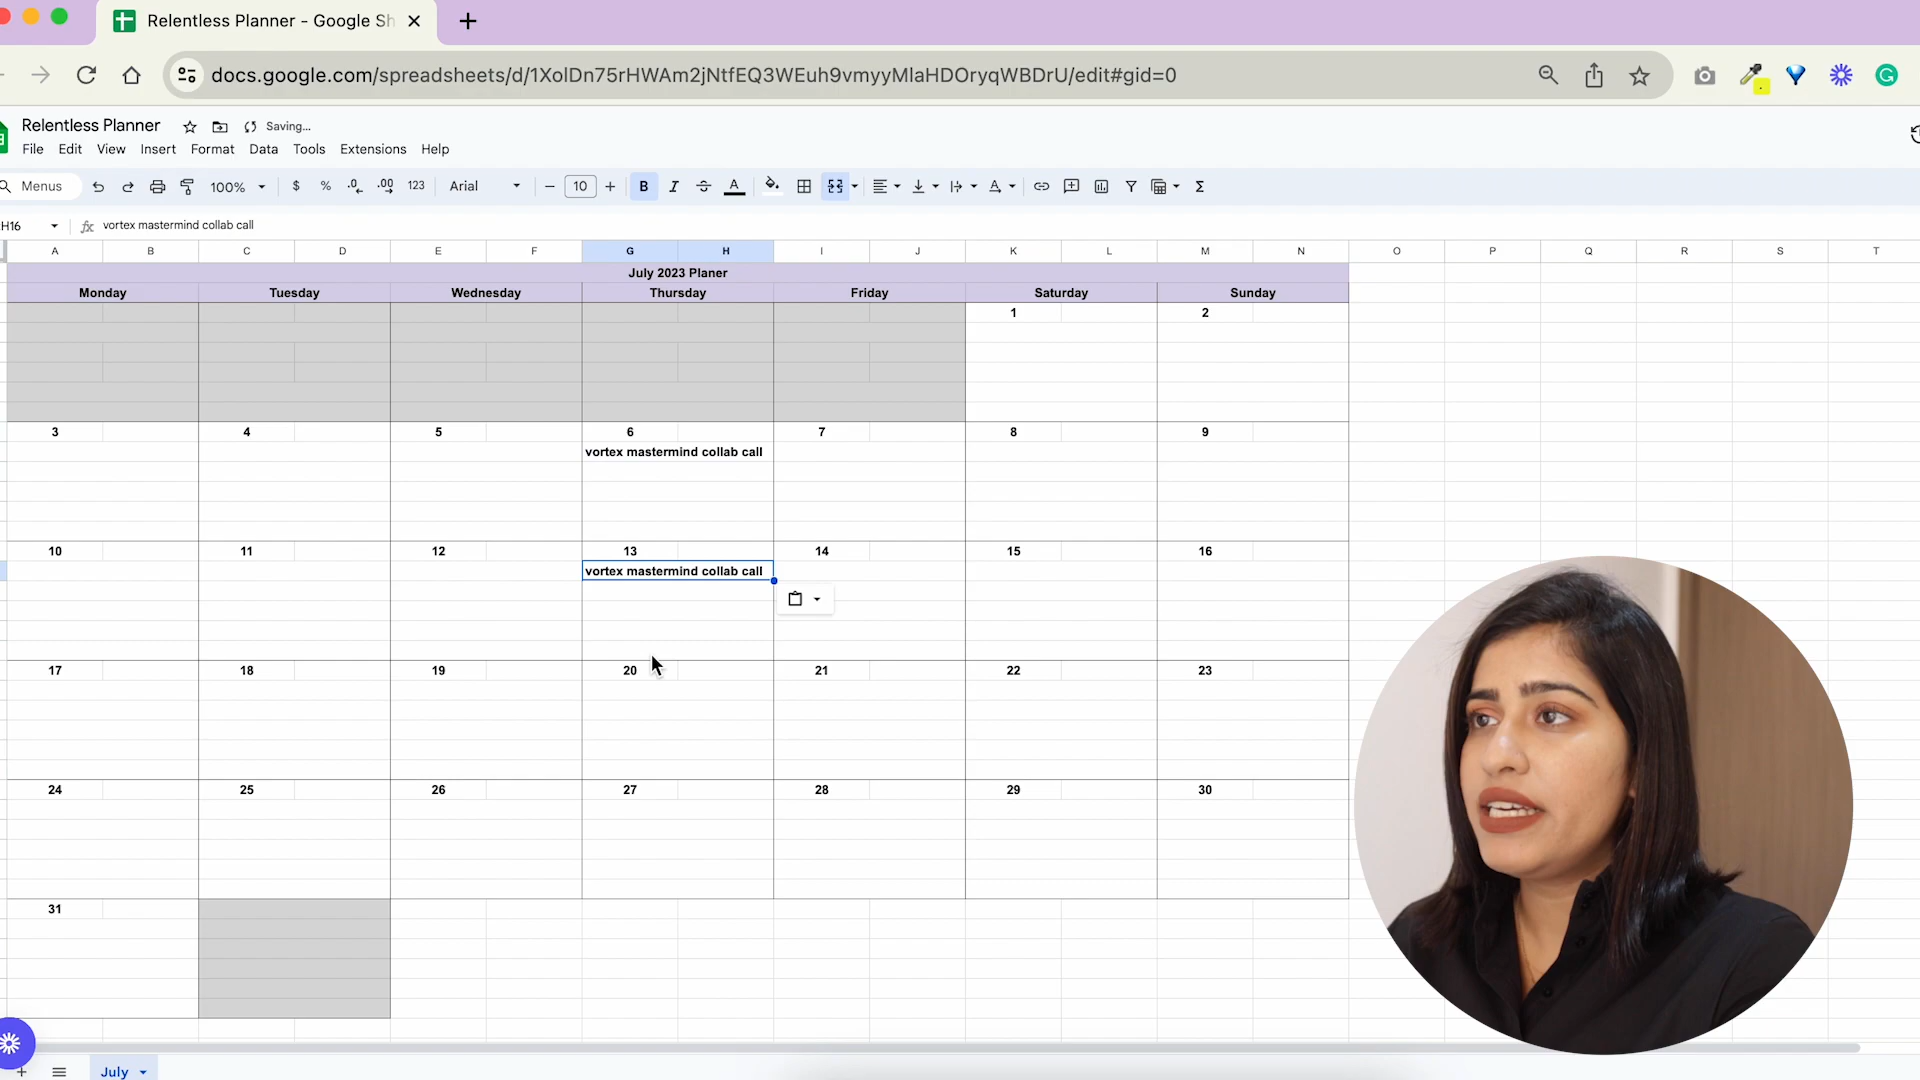 Relentless Planner - Google Sh
docs.google.com/spreadsheets/d/1XolDn75rHWAm2jNtfEQ3WEuh9vmyyMlaHDOryqWBDrU/edit#gid=0
Relentless Planner Saving...
File Edit View Insert Format Data Tools Extensions Help
Menus 100% $ % .0 .00 123 Arial 10 B I S A
H16 fx vortex mastermind collab call
A B C D E F G H I J K L M N O P Q R S T
July 2023 Planer
Monday Tuesday Wednesday Thursday Friday Saturday Sunday
1 2
3 4 5 6 7 8 9
vortex mastermind collab call
10 11 12 13 14 15 16
vortex mastermind collab call
17 18 19 20 21 22 23
24 25 26 27 28 29 30
31
July